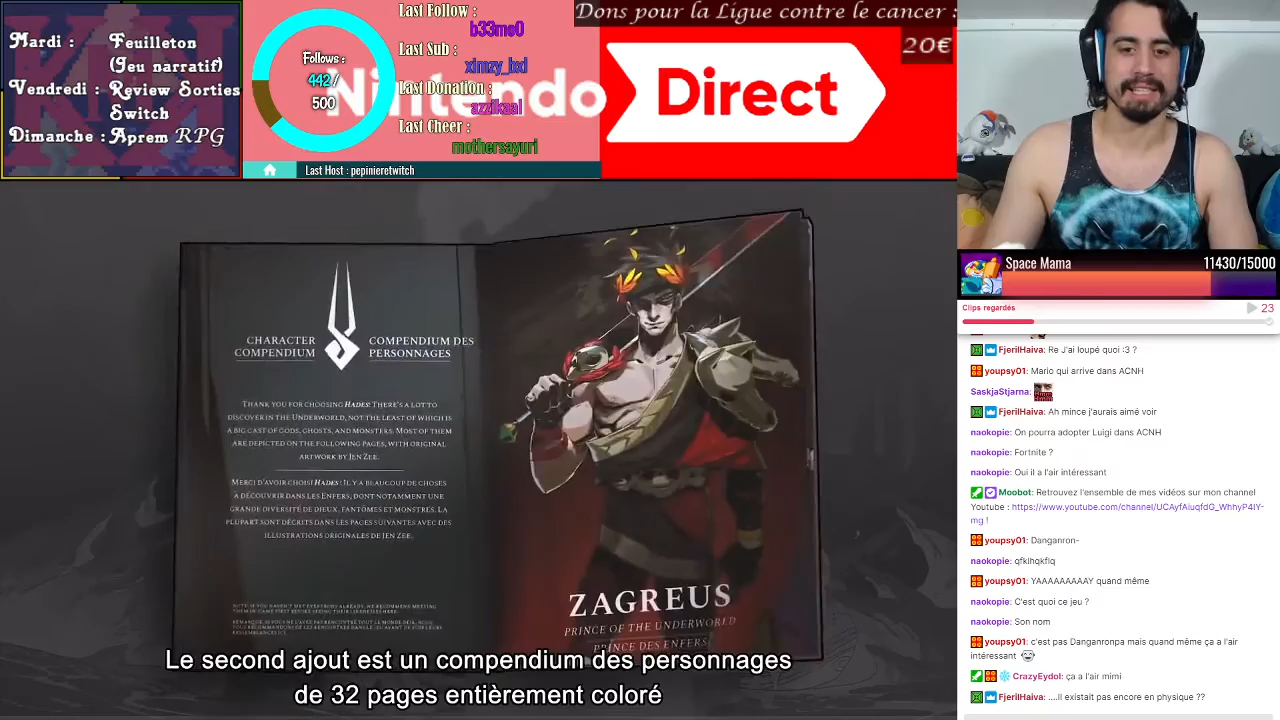 Mardi : Feuilleton
(Jeu narratif)
Vendredi : Review Sorties
Switch
Dimanche : Aprem RPG
Follows :
442 /
500
Last Follow :
b33me0
Last Sub :
xlmzy_lxd
Last Donation :
azzikaal
Last Cheer :
mothersayuri
Last Host : pepinieretwitch
Nintendo
Direct
Dons pour la Ligue contre le cancer :
20€
Space Mama 11430/15000
Clips regardés 23
FjerilHaiva: Re J'ai loupé quoi :3 ?
youpsy01: Mario qui arrive dans ACNH
SaskjaStjarna:
FjerilHaiva: Ah mince j'aurais aimé voir
naokopie: On pourra adopter Luigi dans ACNH
naokopie: Fortnite ?
naokopie: Oui il a l'air intéressant
Moobot: Retrouvez l'ensemble de mes vidéos sur mon channel
Youtube : https://www.youtube.com/channel/UCAyfAiuqfdG_WhhyP4IY-
mg !
youpsy01: Danganron-
naokopie: qfklhqkflq
youpsy01: YAAAAAAAAY quand même
naokopie: C'est quoi ce jeu ?
naokopie: Son nom
youpsy01: c'est pas Danganronpa mais quand même ça a l'air
intéressant
CrazyEydol: ça a l'air mimi
FjerilHaiva: ....Il existait pas encore en physique ??
CHARACTER
COMPENDIUM
COMPENDIUM DES
PERSONNAGES
THANK YOU FOR CHOOSING HADES: THERE'S A LOT TO
DISCOVER IN THE UNDERWORLD, NOT THE LEAST OF WHICH IS
A BIG CAST OF GODS, GHOSTS, AND MONSTERS. MOST OF THEM
ARE DEPICTED ON THE FOLLOWING PAGES, WITH ORIGINAL
ARTWORK BY JEN ZEE.
MERCI D'AVOIR CHOISI HADES : IL Y A BEAUCOUP DE CHOSES
À DÉCOUVRIR DANS LES ENFERS, DONT NOTAMMENT UNE
GRANDE DIVERSITÉ DE DIEUX, FANTÔMES ET MONSTRES. LA
PLUPART SONT DÉCRITS DANS LES PAGES SUIVANTES AVEC DES
ILLUSTRATIONS ORIGINALES DE JEN ZEE.
ZAGREUS
PRINCE OF THE UNDERWORLD
PRINCE DES ENFERS
Le second ajout est un compendium des personnages
de 32 pages entièrement coloré